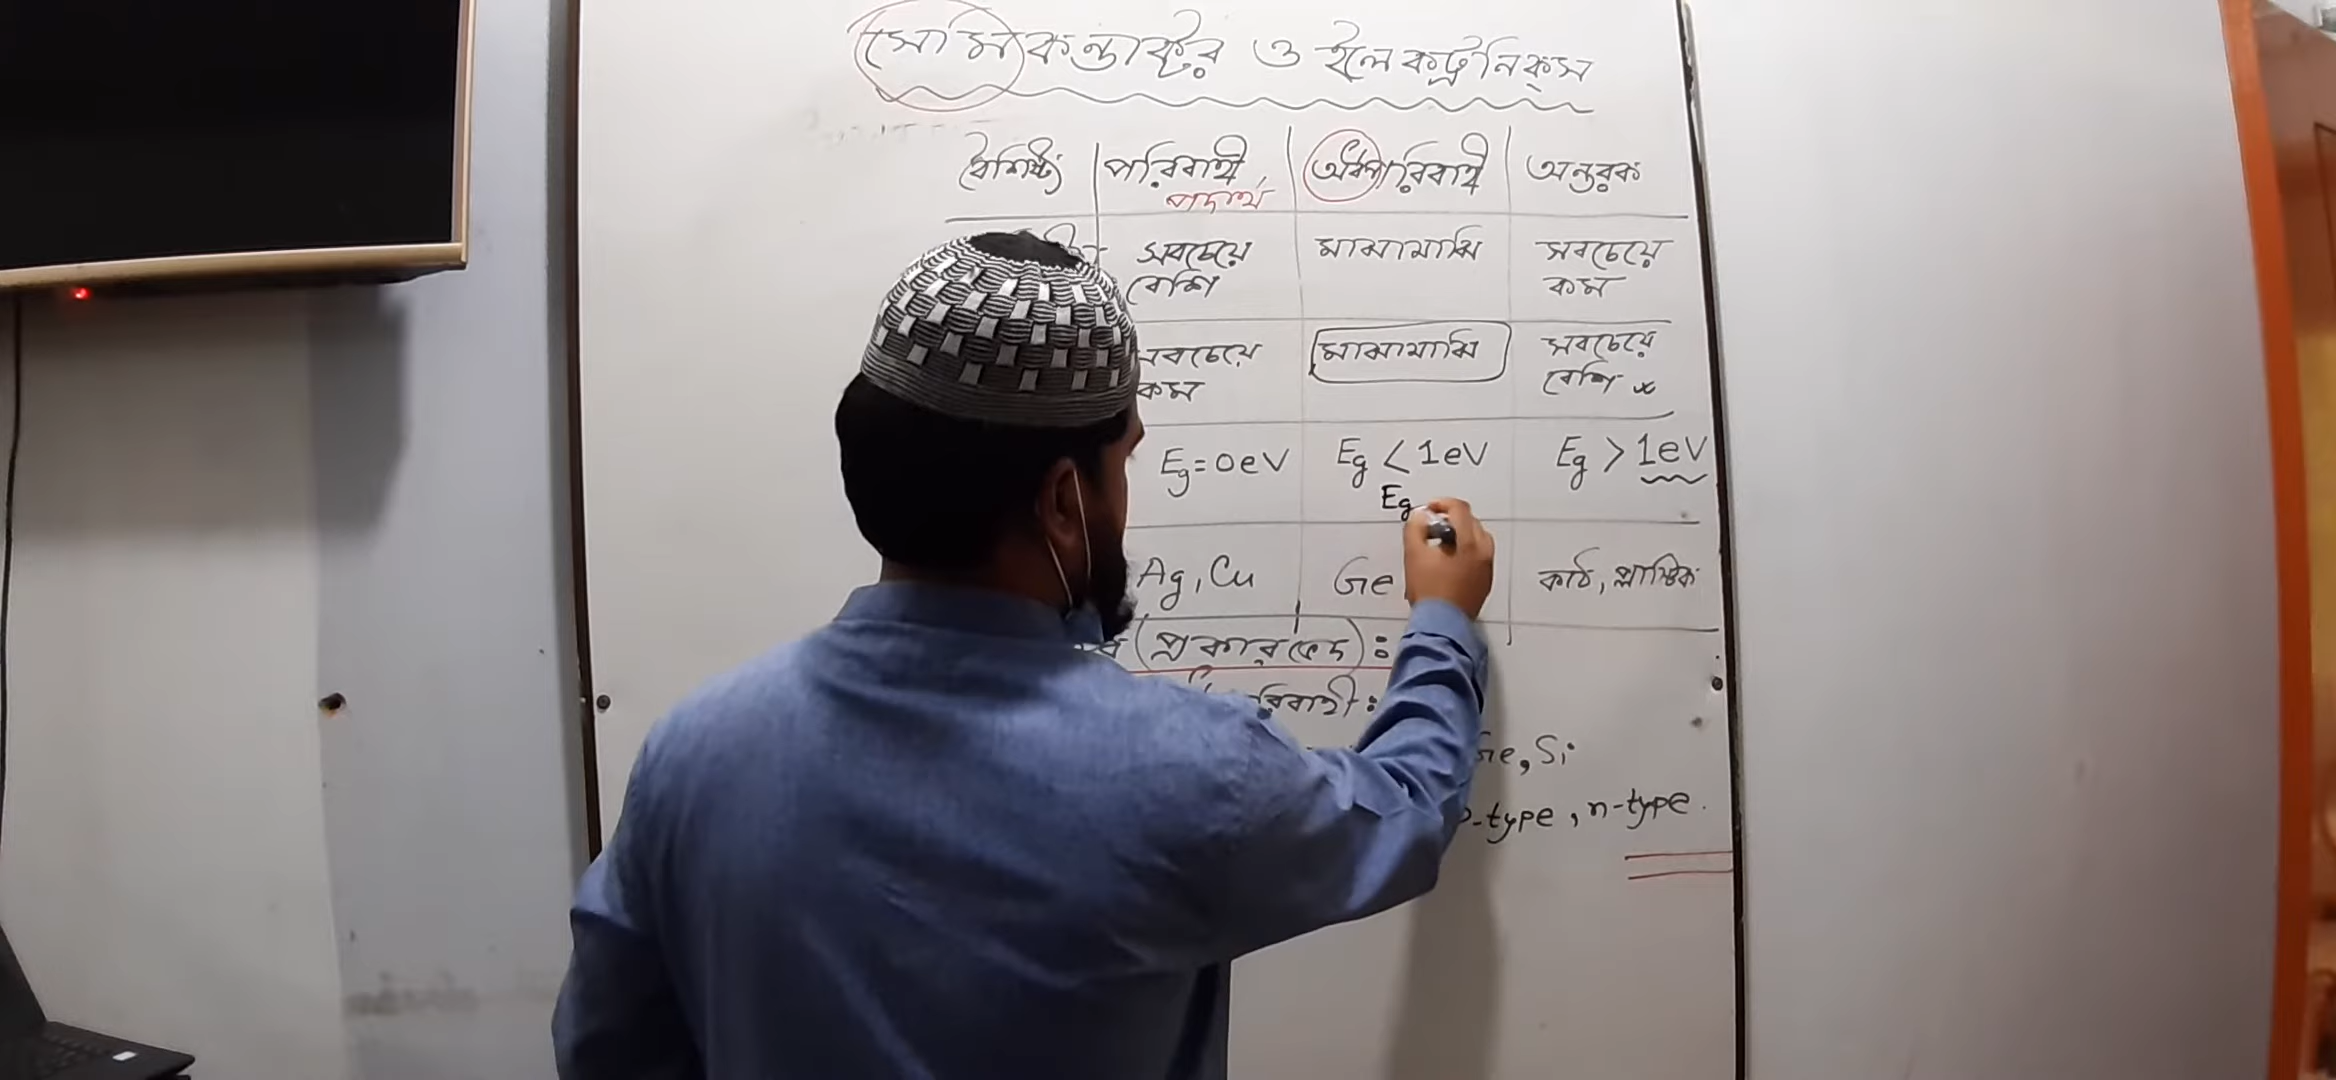 সেমিকন্ডাক্টর ও ইলেকট্রনিক্স
বৈশিষ্ট্য পরিবাহী অর্ধপরিবাহী অন্তরক
পদার্থ
সবচেয়ে মাঝামাঝি সবচেয়ে
বেশি কম
সবচেয়ে মাঝামাঝি সবচেয়ে
কম বেশি
Eg = 0eV Eg < 1eV Eg > 1eV
Eg
Ag, Cu Ge কাঠ, প্লাস্টিক
(প্রকারভেদ) :
রিবাহী :
Ge, Si
p-type, n-type.